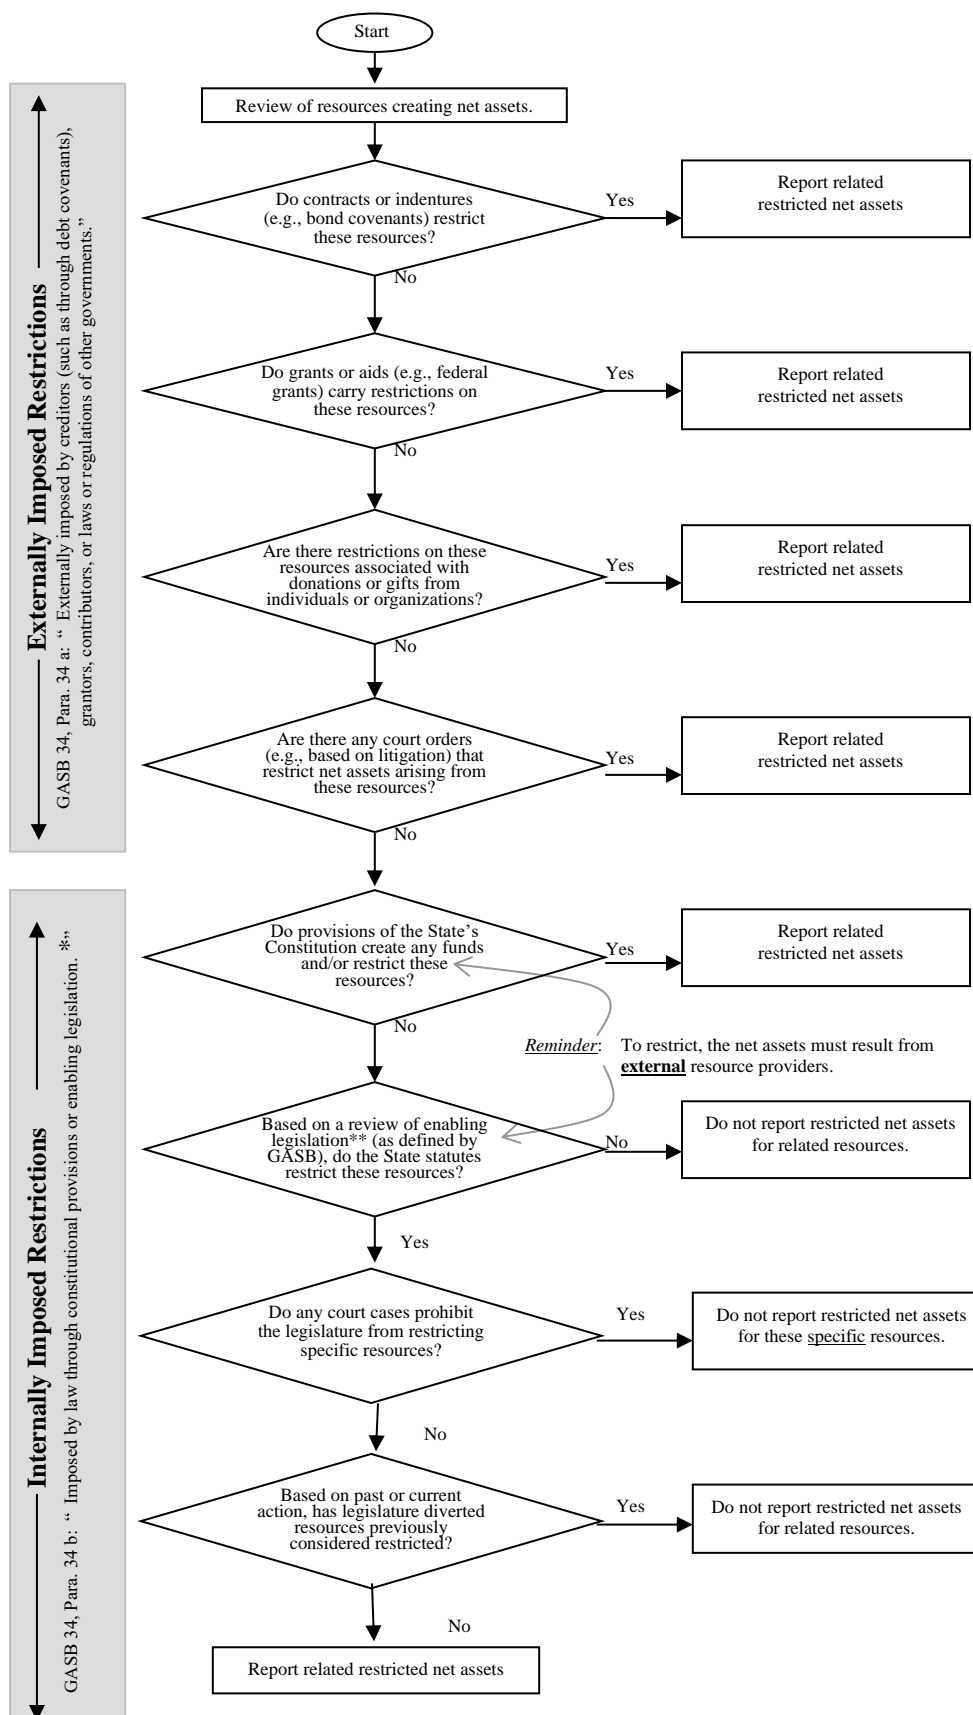 Start
Review of resources creating net assets.
Externally Imposed Restrictions
GASB 34, Para. 34 a: “ Externally imposed by creditors (such as through debt covenants),
grantors, contributors, or laws or regulations of other governments.”
Do contracts or indentures
(e.g., bond covenants) restrict
these resources?
Yes
Report related
restricted net assets
No
Do grants or aids (e.g., federal
grants) carry restrictions on
these resources?
Yes
Report related
restricted net assets
No
Are there restrictions on these
resources associated with
donations or gifts from
individuals or organizations?
Yes
Report related
restricted net assets
No
Are there any court orders
(e.g., based on litigation) that
restrict net assets arising from
these resources?
Yes
Report related
restricted net assets
No
Internally Imposed Restrictions
GASB 34, Para. 34 b: “ Imposed by law through constitutional provisions or enabling legislation. *”
Do provisions of the State’s
Constitution create any funds
and/or restrict these
resources?
Yes
Report related
restricted net assets
No
Reminder: To restrict, the net assets must result from
external resource providers.
Based on a review of enabling
legislation** (as defined by
GASB), do the State statutes
restrict these resources?
No
Do not report restricted net assets
for related resources.
Yes
Do any court cases prohibit
the legislature from restricting
specific resources?
Yes
Do not report restricted net assets
for these specific resources.
No
Based on past or current
action, has legislature diverted
resources previously
considered restricted?
Yes
Do not report restricted net assets
for related resources.
No
Report related restricted net assets